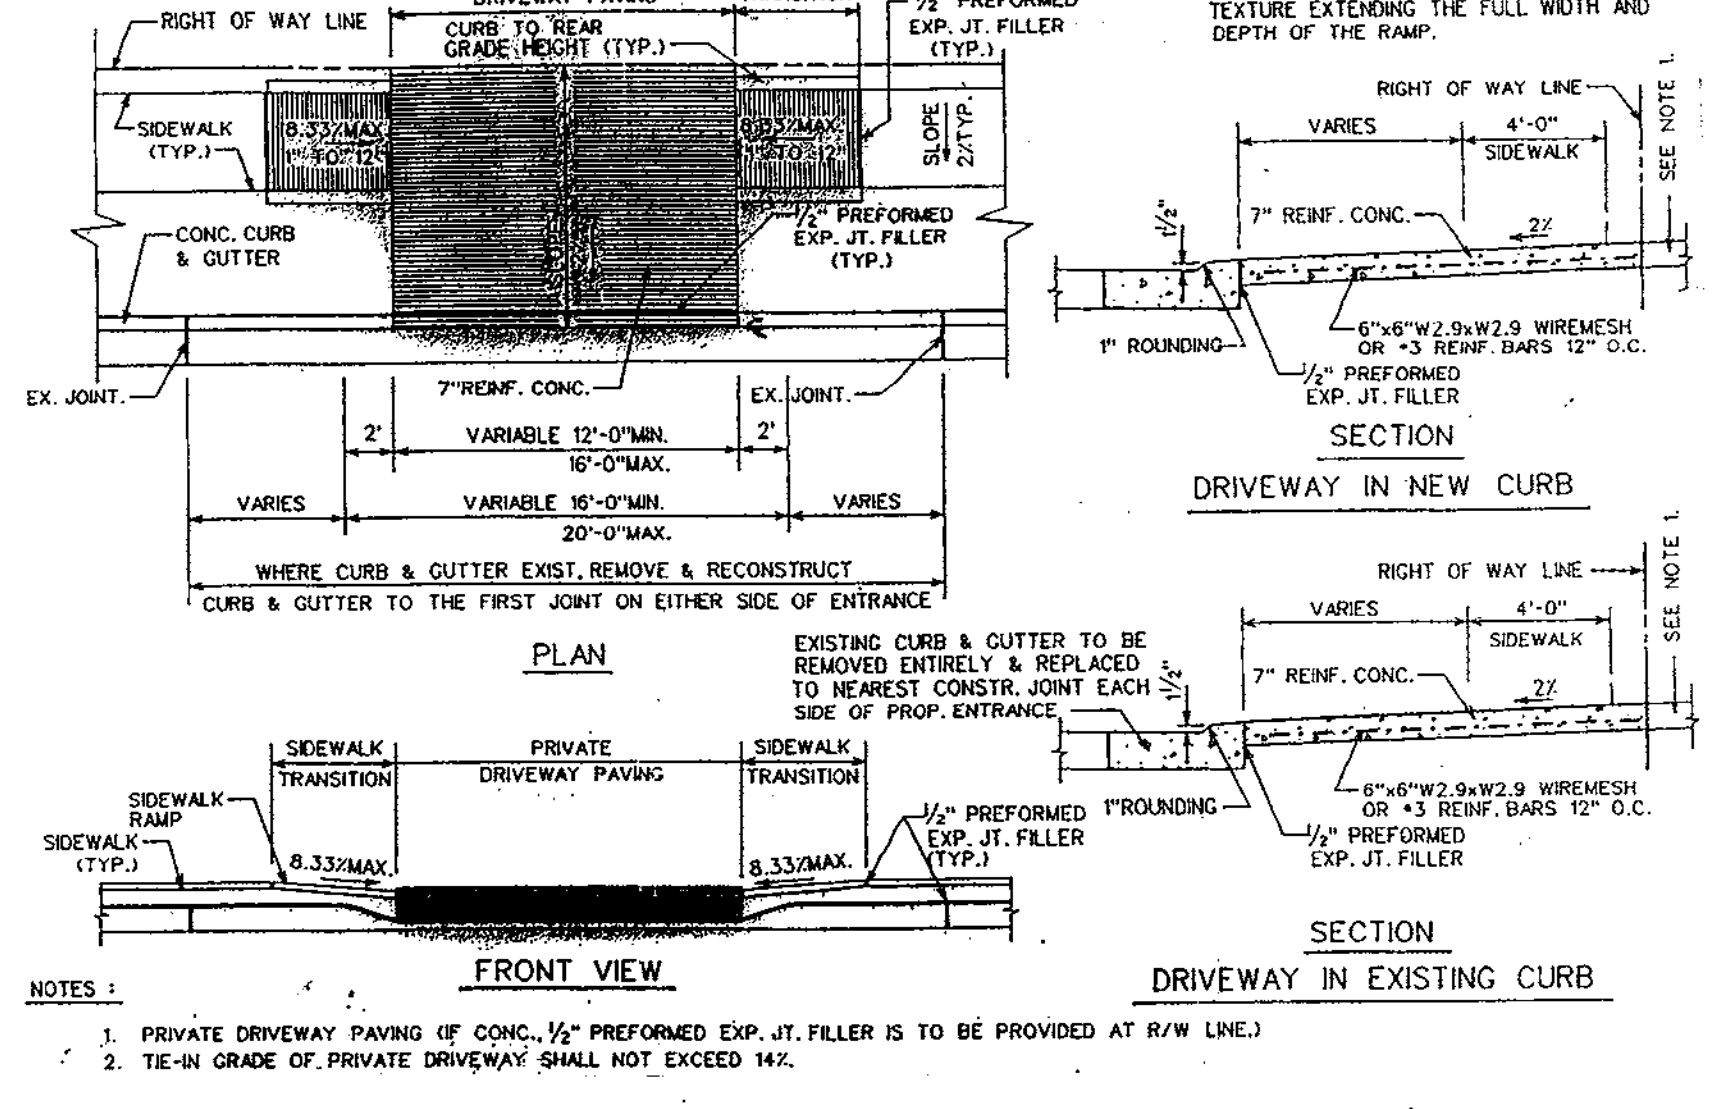 RIGHT OF WAY LINE
DRIVEWAY PAVING
CURB TO REAR
GRADE HEIGHT (TYP.)
1/2" PREFORMED
EXP. JT. FILLER
(TYP.)
TEXTURE EXTENDING THE FULL WIDTH AND
DEPTH OF THE RAMP.
SIDEWALK
(TYP.)
8.33%MAX.
1" TO 12"
8.33%MAX.
1" TO 12"
SLOPE
2%TYP.
CONC. CURB
& GUTTER
1/2" PREFORMED
EXP. JT. FILLER
(TYP.)
EX. JOINT.
7"REINF. CONC.
EX. JOINT.
2'
VARIABLE 12'-0"MIN.
16'-0"MAX.
2'
VARIES
VARIABLE 16'-0"MIN.
20'-0"MAX.
VARIES
WHERE CURB & GUTTER EXIST. REMOVE & RECONSTRUCT
CURB & GUTTER TO THE FIRST JOINT ON EITHER SIDE OF ENTRANCE
PLAN
RIGHT OF WAY LINE
SEE NOTE 1.
VARIES
4'-0"
SIDEWALK
1 1/2"
7" REINF. CONC.
2%
6"x6"W2.9xW2.9 WIREMESH
OR #3 REINF. BARS 12" O.C.
1" ROUNDING
1/2" PREFORMED
EXP. JT. FILLER
SECTION
DRIVEWAY IN NEW CURB
RIGHT OF WAY LINE
SEE NOTE 1.
VARIES
4'-0"
SIDEWALK
EXISTING CURB & GUTTER TO BE
REMOVED ENTIRELY & REPLACED
TO NEAREST CONSTR. JOINT EACH
SIDE OF PROP. ENTRANCE
1 1/2"
7" REINF. CONC.
2%
6"x6"W2.9xW2.9 WIREMESH
OR #3 REINF. BARS 12" O.C.
1"ROUNDING
1/2" PREFORMED
EXP. JT. FILLER
SECTION
DRIVEWAY IN EXISTING CURB
SIDEWALK
TRANSITION
PRIVATE
DRIVEWAY PAVING
SIDEWALK
TRANSITION
SIDEWALK
RAMP
SIDEWALK
(TYP.)
8.33%MAX.
8.33%MAX.
1/2" PREFORMED
EXP. JT. FILLER
(TYP.)
FRONT VIEW
NOTES :
1. PRIVATE DRIVEWAY PAVING (IF CONC., 1/2" PREFORMED EXP. JT. FILLER IS TO BE PROVIDED AT R/W LINE.)
2. TIE-IN GRADE OF PRIVATE DRIVEWAY SHALL NOT EXCEED 14%.